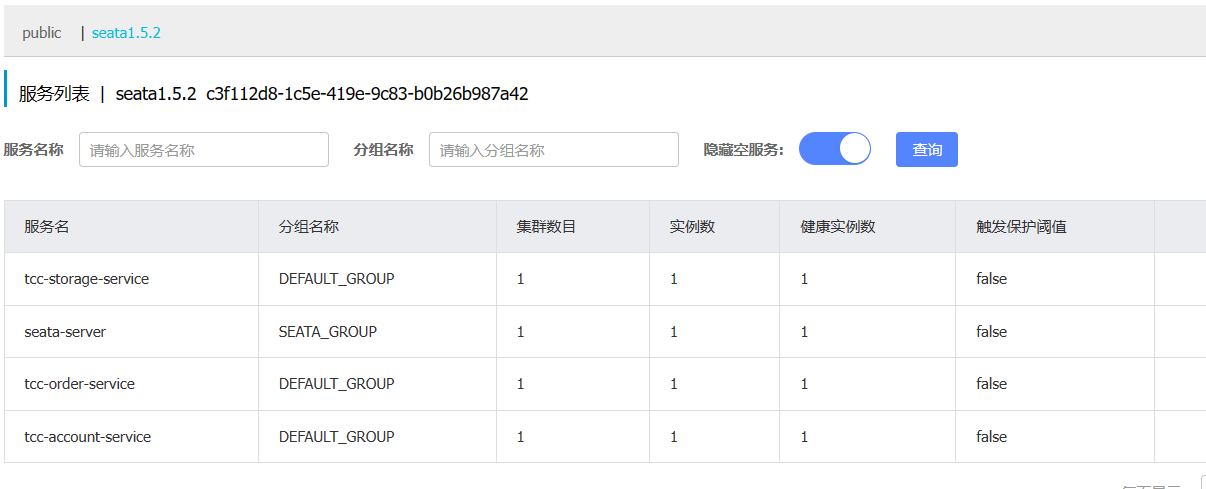 public | seata1.5.2
服务列表 | seata1.5.2 c3f112d8-1c5e-419e-9c83-b0b26b987a42
服务名称 请输入服务名称 分组名称 请输入分组名称 隐藏空服务: 查询
服务名 分组名称 集群数目 实例数 健康实例数 触发保护阈值
tcc-storage-service DEFAULT_GROUP 1 1 1 false
seata-server SEATA_GROUP 1 1 1 false
tcc-order-service DEFAULT_GROUP 1 1 1 false
tcc-account-service DEFAULT_GROUP 1 1 1 false